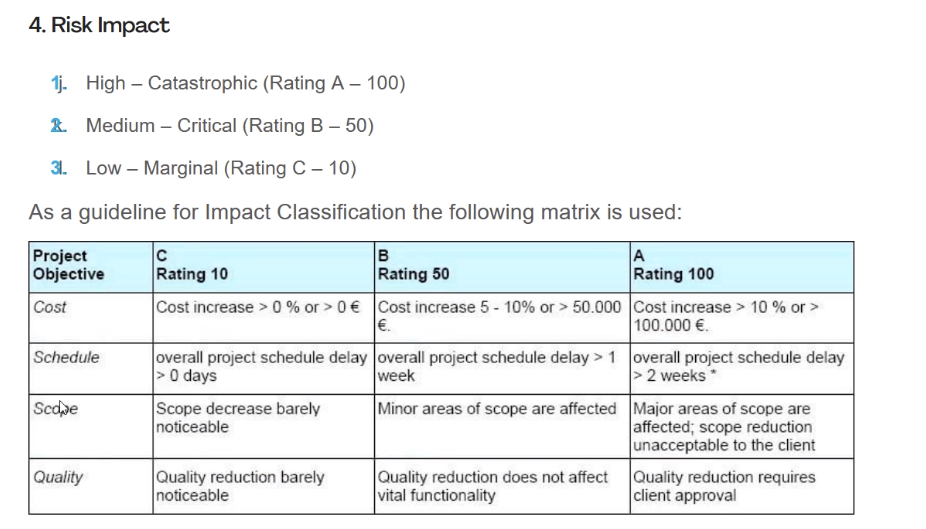 4. Risk Impact
1. High – Catastrophic (Rating A – 100)
2. Medium – Critical (Rating B – 50)
3. Low – Marginal (Rating C – 10)
As a guideline for Impact Classification the following matrix is used:
Project Objective
C Rating 10
B Rating 50
A Rating 100
Cost
Cost increase > 0 % or > 0 €
Cost increase 5 - 10% or > 50.000 €.
Cost increase > 10 % or > 100.000 €.
Schedule
overall project schedule delay > 0 days
overall project schedule delay > 1 week
overall project schedule delay > 2 weeks *
Scope
Scope decrease barely noticeable
Minor areas of scope are affected
Major areas of scope are affected; scope reduction unacceptable to the client
Quality
Quality reduction barely noticeable
Quality reduction does not affect vital functionality
Quality reduction requires client approval